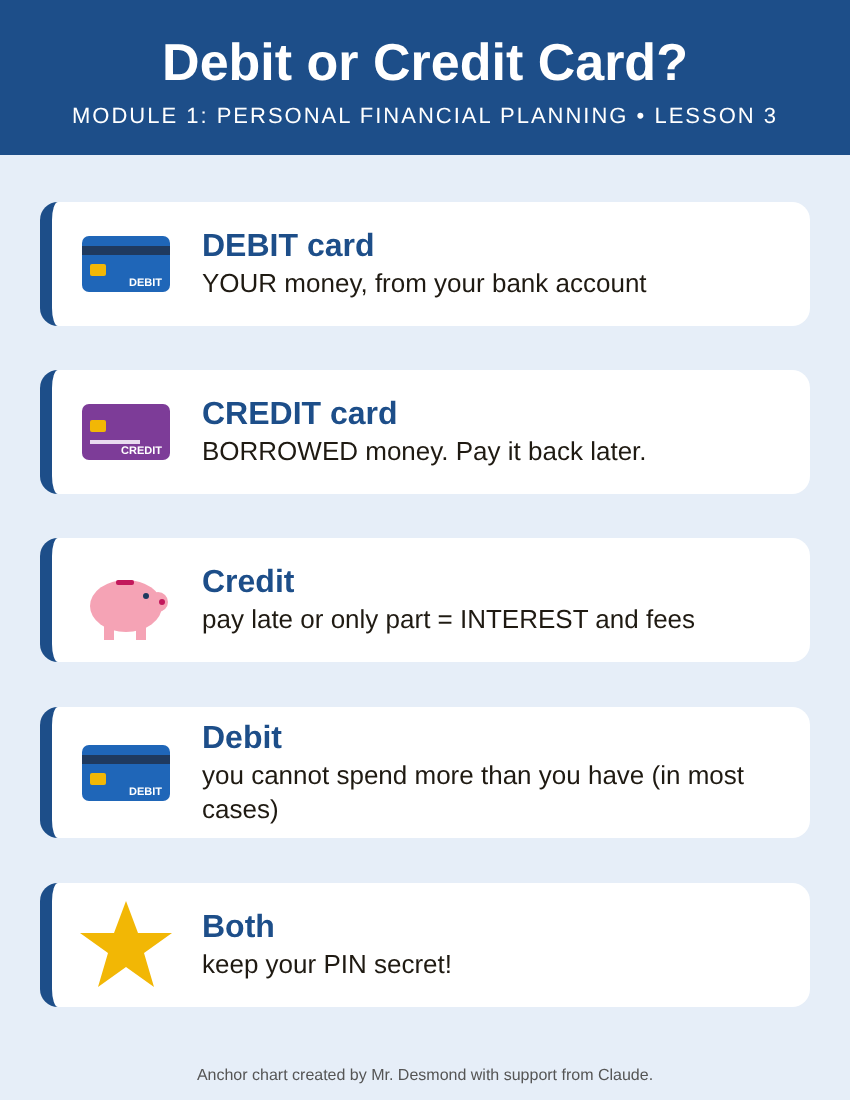 Debit or Credit Card?
MODULE 1: PERSONAL FINANCIAL PLANNING • LESSON 3
DEBIT card
YOUR money, from your bank account
DEBIT
CREDIT card
BORROWED money. Pay it back later.
CREDIT
Credit
pay late or only part = INTEREST and fees
Debit
you cannot spend more than you have (in most
cases)
DEBIT
Both
keep your PIN secret!
Anchor chart created by Mr. Desmond with support from Claude.